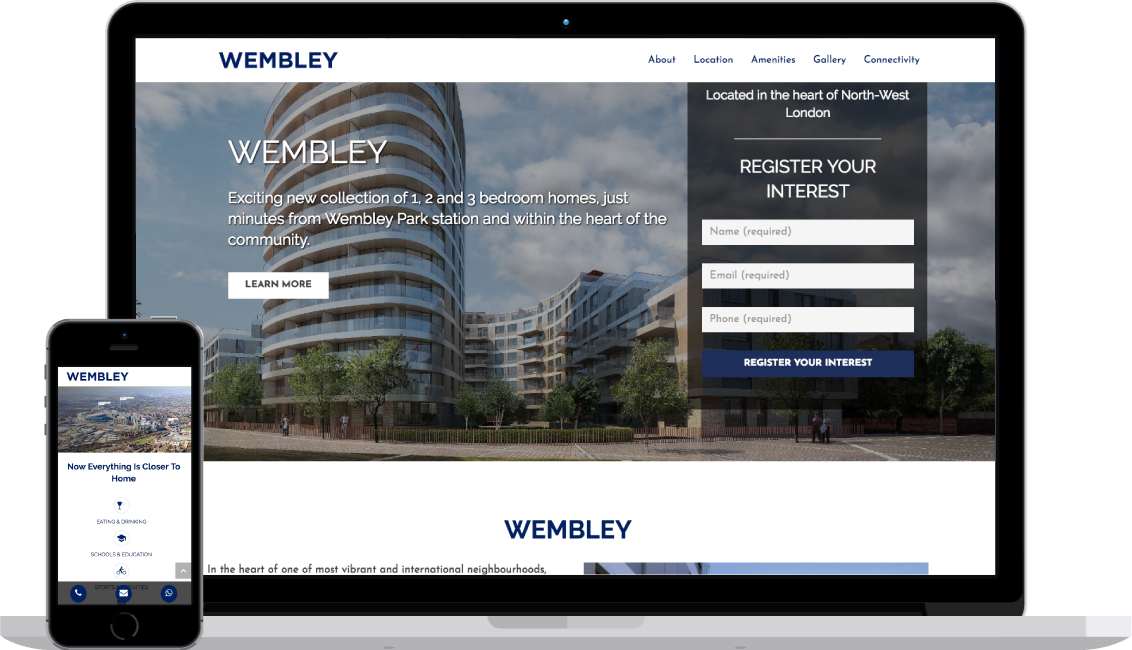 WEMBLEY
About Location Amenities Gallery Connectivity
WEMBLEY
Exciting new collection of 1, 2 and 3 bedroom homes, just
minutes from Wembley Park station and within the heart of the
community.
LEARN MORE
Located in the heart of North-West
London
REGISTER YOUR
INTEREST
Name (required)
Email (required)
Phone (required)
REGISTER YOUR INTEREST
WEMBLEY
In the heart of one of most vibrant and international neighbourhoods,
WEMBLEY
Now Everything Is Closer To
Home
EATING & DRINKING
SCHOOLS & EDUCATION